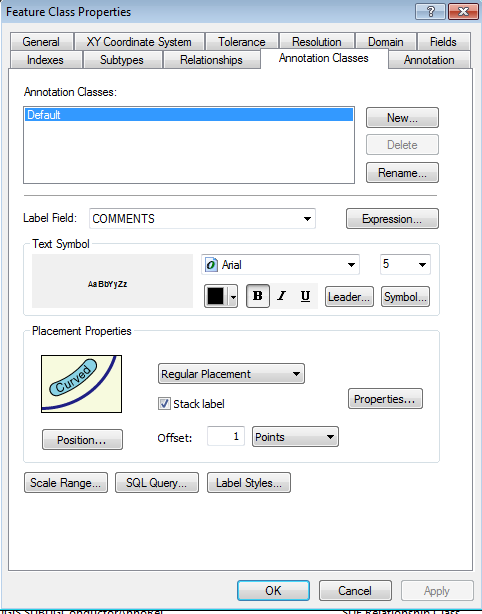 Feature Class Properties
General XY Coordinate System Tolerance Resolution Domain Fields
Indexes Subtypes Relationships Annotation Classes Annotation
Annotation Classes:
Default
New...
Delete
Rename...
Label Field: COMMENTS Expression...
Text Symbol
AaBbYyZz
Arial 5
B I U Leader... Symbol...
Placement Properties
Curved
Regular Placement
Stack label Properties...
Position... Offset: 1 Points
Scale Range... SQL Query... Label Styles...
OK Cancel Apply